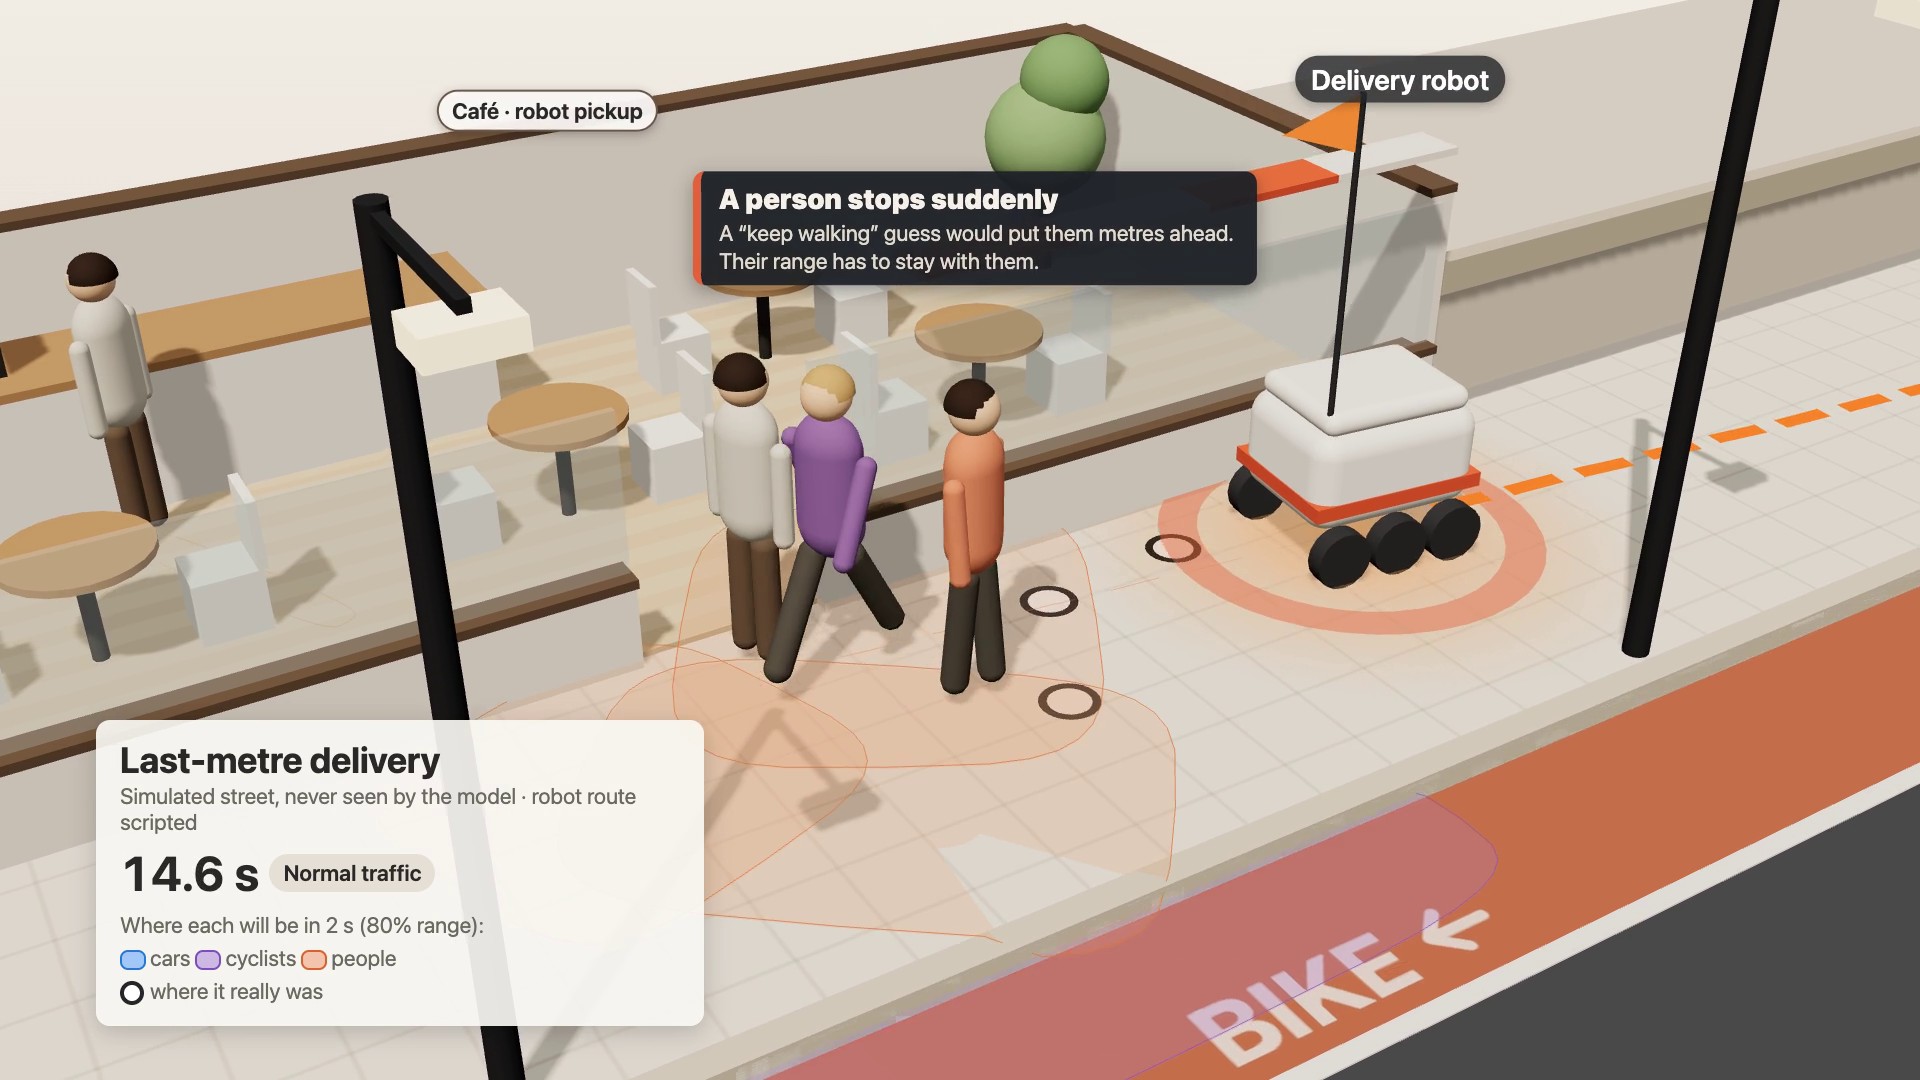 Café · robot pickup
Delivery robot
A person stops suddenly
A “keep walking” guess would put them metres ahead.
Their range has to stay with them.
Last-metre delivery
Simulated street, never seen by the model · robot route
scripted
14.6 s Normal traffic
Where each will be in 2 s (80% range):
cars cyclists people
where it really was
BIKE